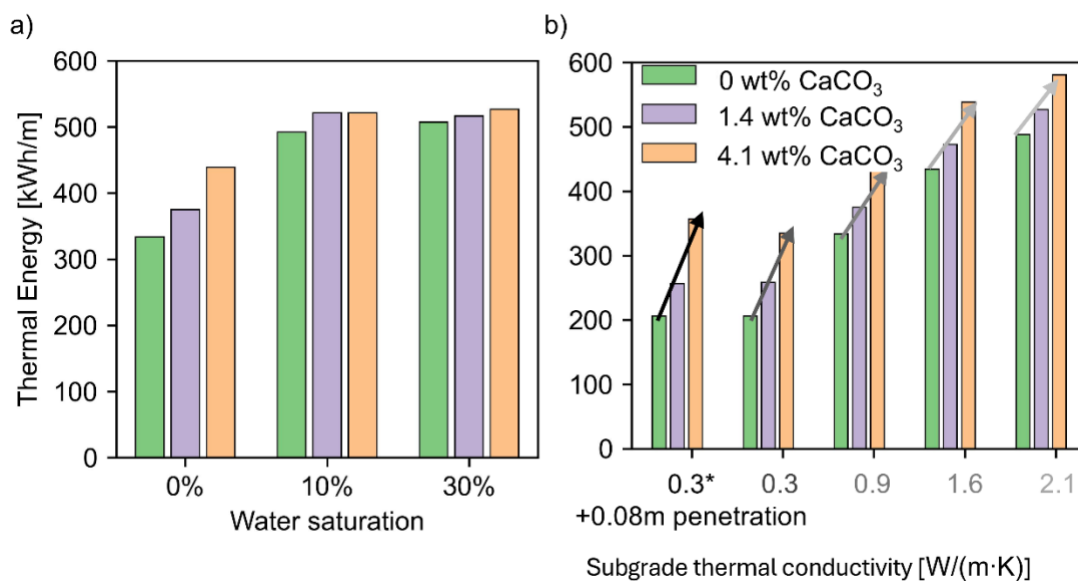 a)
Thermal Energy [kWh/m]
600
500
400
300
200
100
0
0% 10% 30%
Water saturation
b)
600
500
400
300
200
100
0
0 wt% CaCO₃
1.4 wt% CaCO₃
4.1 wt% CaCO₃
0.3* 0.3 0.9 1.6 2.1
+0.08m penetration
Subgrade thermal conductivity [W/(m·K)]